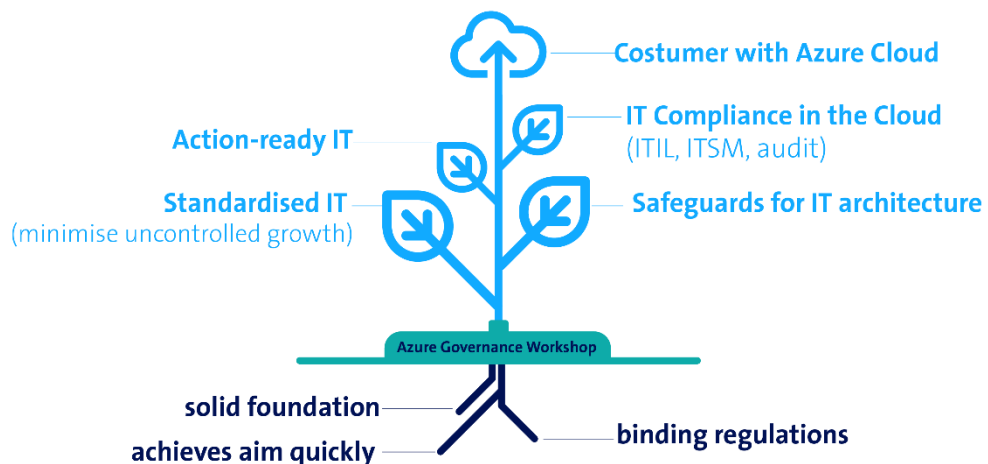 Costumer with Azure Cloud
IT Compliance in the Cloud
(ITIL, ITSM, audit)
Action-ready IT
Standardised IT
(minimise uncontrolled growth)
Safeguards for IT architecture
Azure Governance Workshop
solid foundation
binding regulations
achieves aim quickly